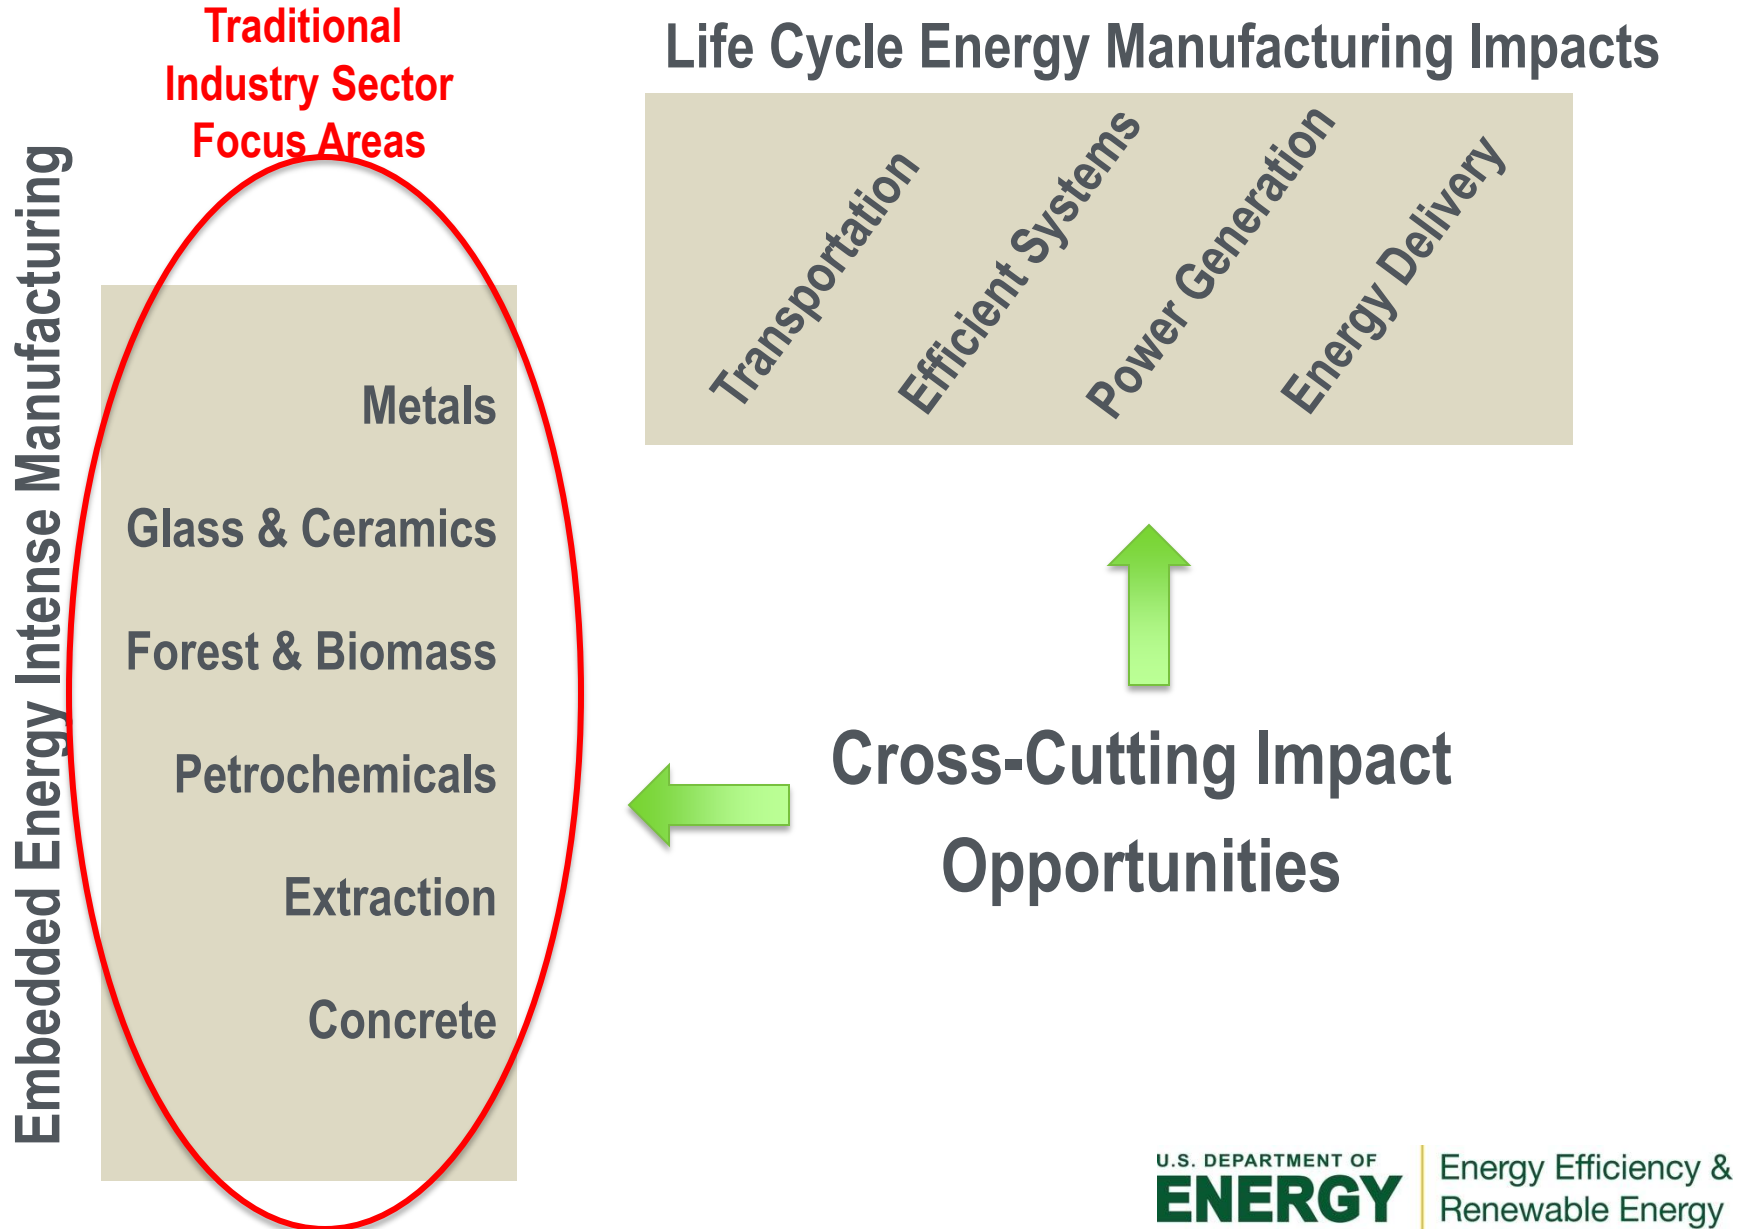 Traditional
Industry Sector
Focus Areas
Life Cycle Energy Manufacturing Impacts
Embedded Energy Intense Manufacturing
Transportation
Efficient Systems
Power Generation
Energy Delivery
Metals
Glass & Ceramics
Forest & Biomass
Petrochemicals
Extraction
Concrete
Cross-Cutting Impact
Opportunities
U.S. DEPARTMENT OF
ENERGY
Energy Efficiency &
Renewable Energy